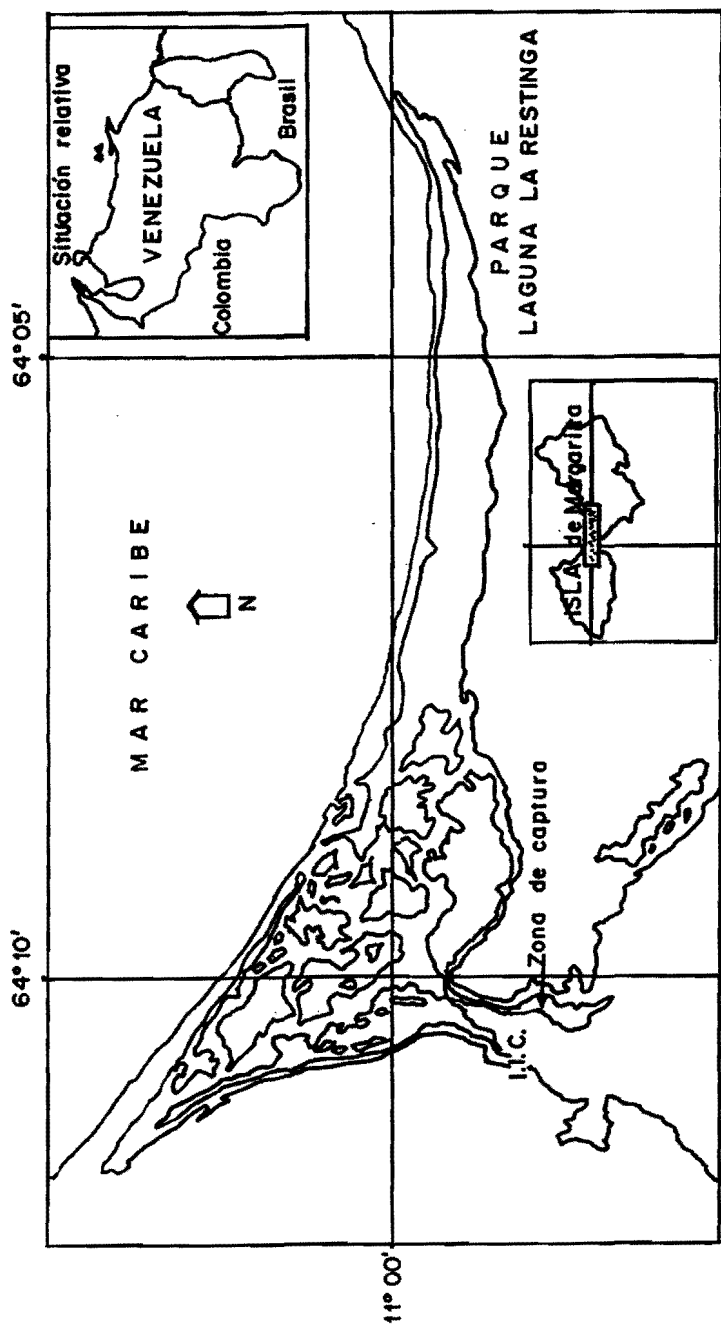 64°10'
64°05'
11°00'
MAR CARIBE
N
Situación relativa
VENEZUELA
Colombia
Brasil
PARQUE
LAGUNA LA RESTINGA
ISLA de Margarita
Zona de captura
I.I.C.